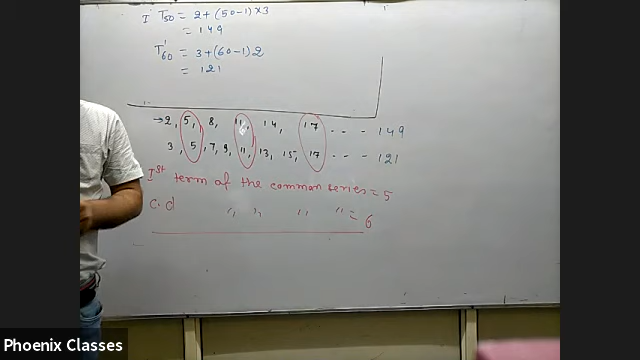 I T50 = 2+(50-1)×3
= 149
T'60 = 3+(60-1)2
= 121
→2, 5, 8, 11, 14, 17 - - - 149
3, 5, 7, 9, 11, 13, 15, 17 - - - 121
Ist term of the common series = 5
c.d " " " " = 6
Phoenix Classes